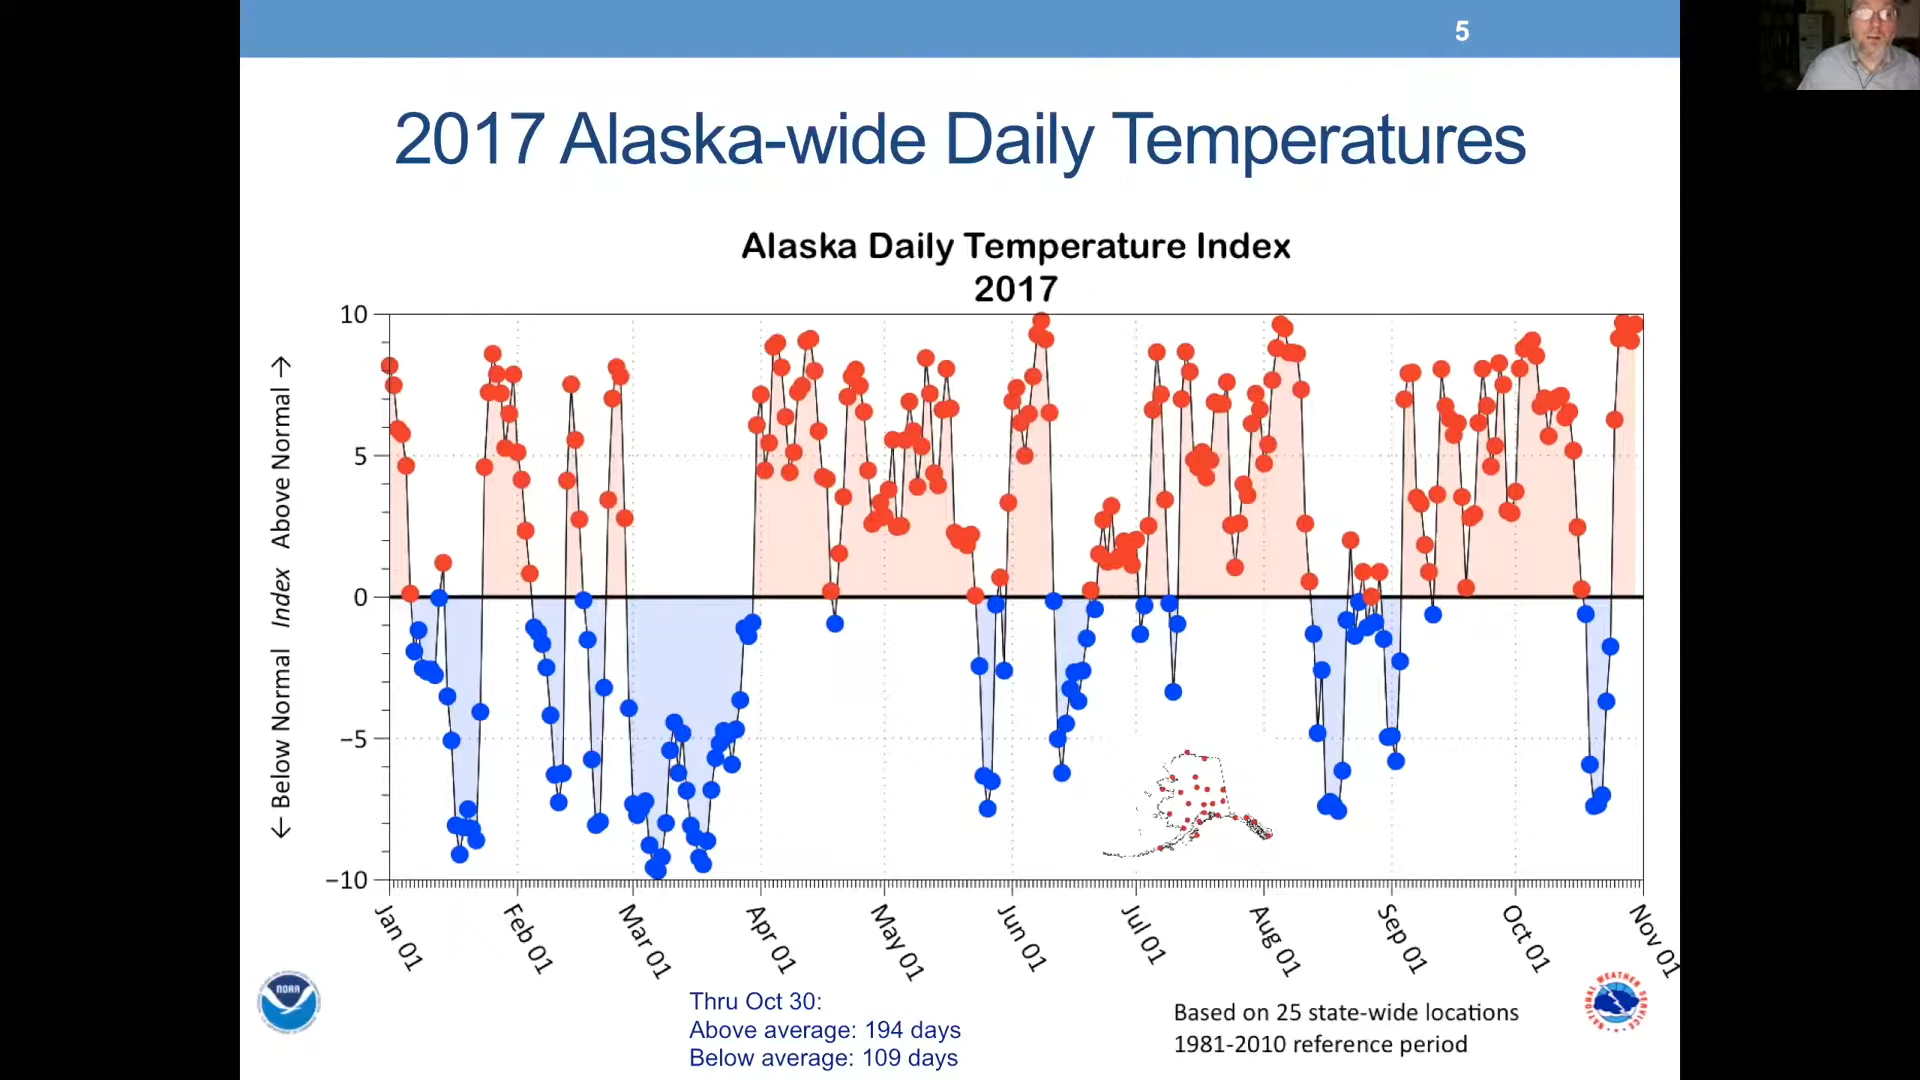 5
2017 Alaska-wide Daily Temperatures
Alaska Daily Temperature Index
2017
← Below Normal Index Above Normal →
10
5
0
−5
−10
Jan 01
Feb 01
Mar 01
Apr 01
May 01
Jun 01
Jul 01
Aug 01
Sep 01
Oct 01
Nov 01
NOAA
Thru Oct 30:
Above average: 194 days
Below average: 109 days
Based on 25 state-wide locations
1981-2010 reference period
NATIONAL WEATHER SERVICE